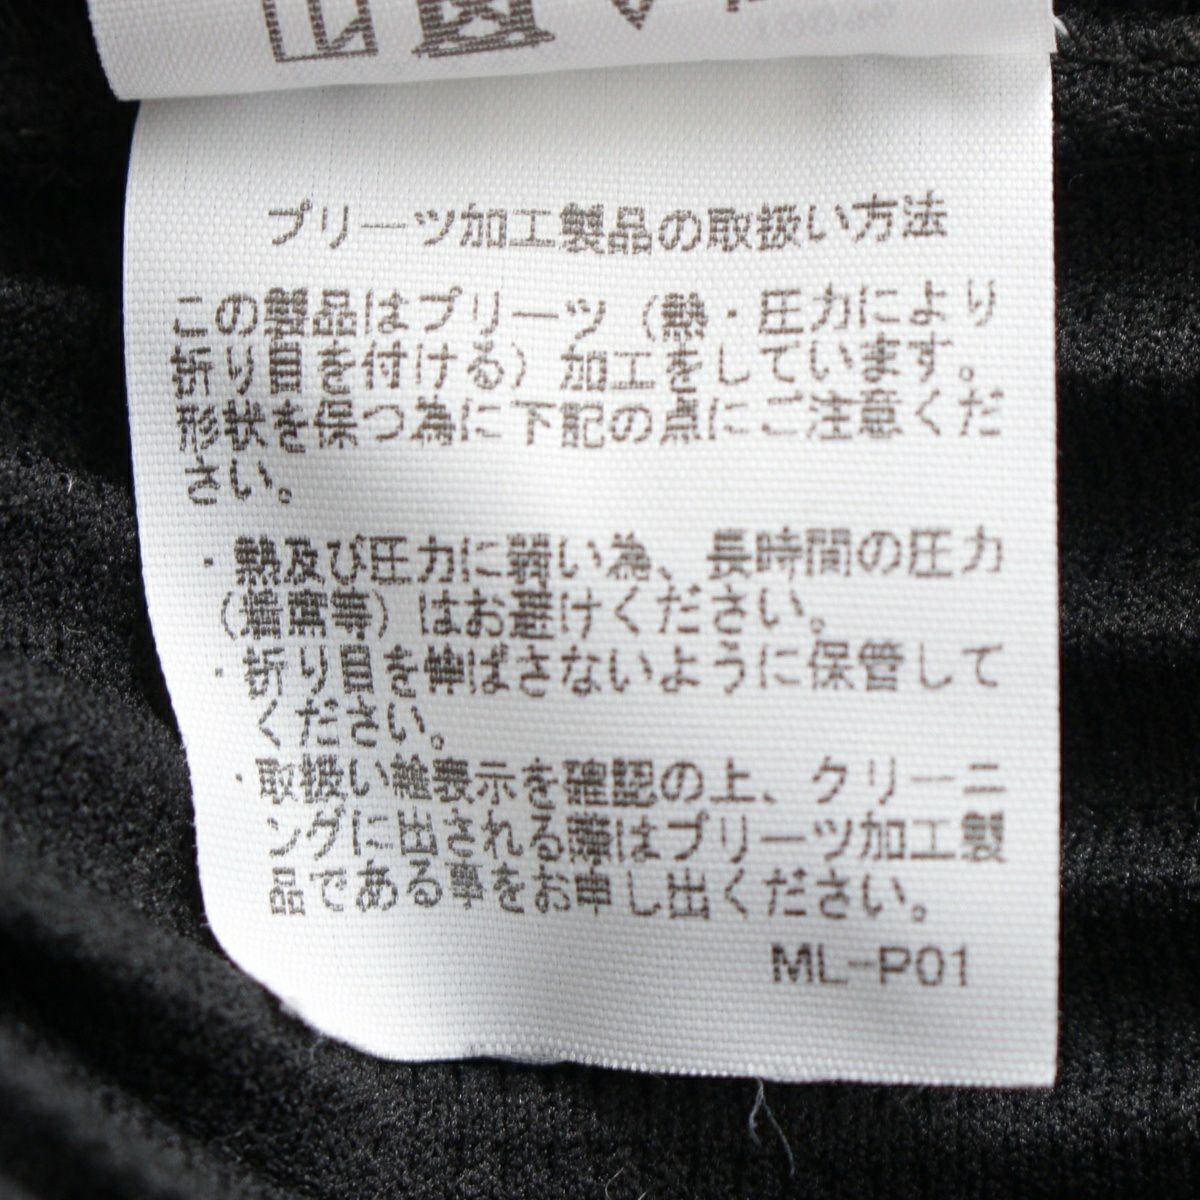 プリーツ加工製品の取扱い方法
この製品はプリーツ（熱・圧力により
折り目を付ける）加工をしています。
形状を保つ為に下記の点にご注意くだ
さい。
・熱及び圧力に弱い為、長時間の圧力
（着席等）はお避けください。
・折り目を伸ばさないように保管して
ください。
・取扱い絵表示を確認の上、クリーニ
ングに出される際はプリーツ加工製
品である事をお申し出ください。
ML-P01